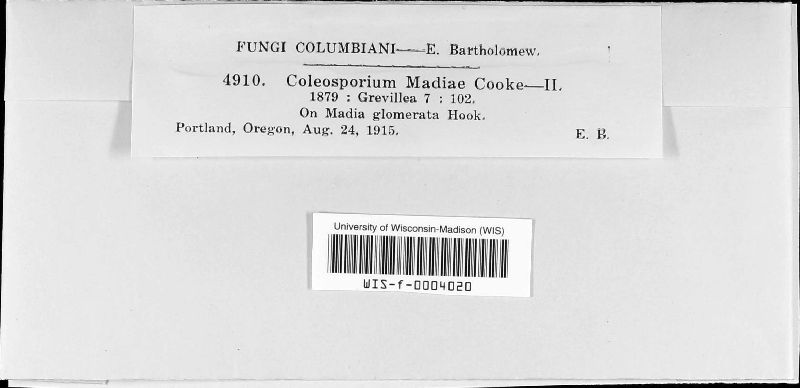 FUNGI COLUMBIANI—E. Bartholomew.
4910. Coleosporium Madiae Cooke—II.
1879 : Grevillea 7 : 102.
On Madia glomerata Hook.
Portland, Oregon, Aug. 24, 1915. E. B.
University of Wisconsin-Madison (WIS)
WIS-f-0004020